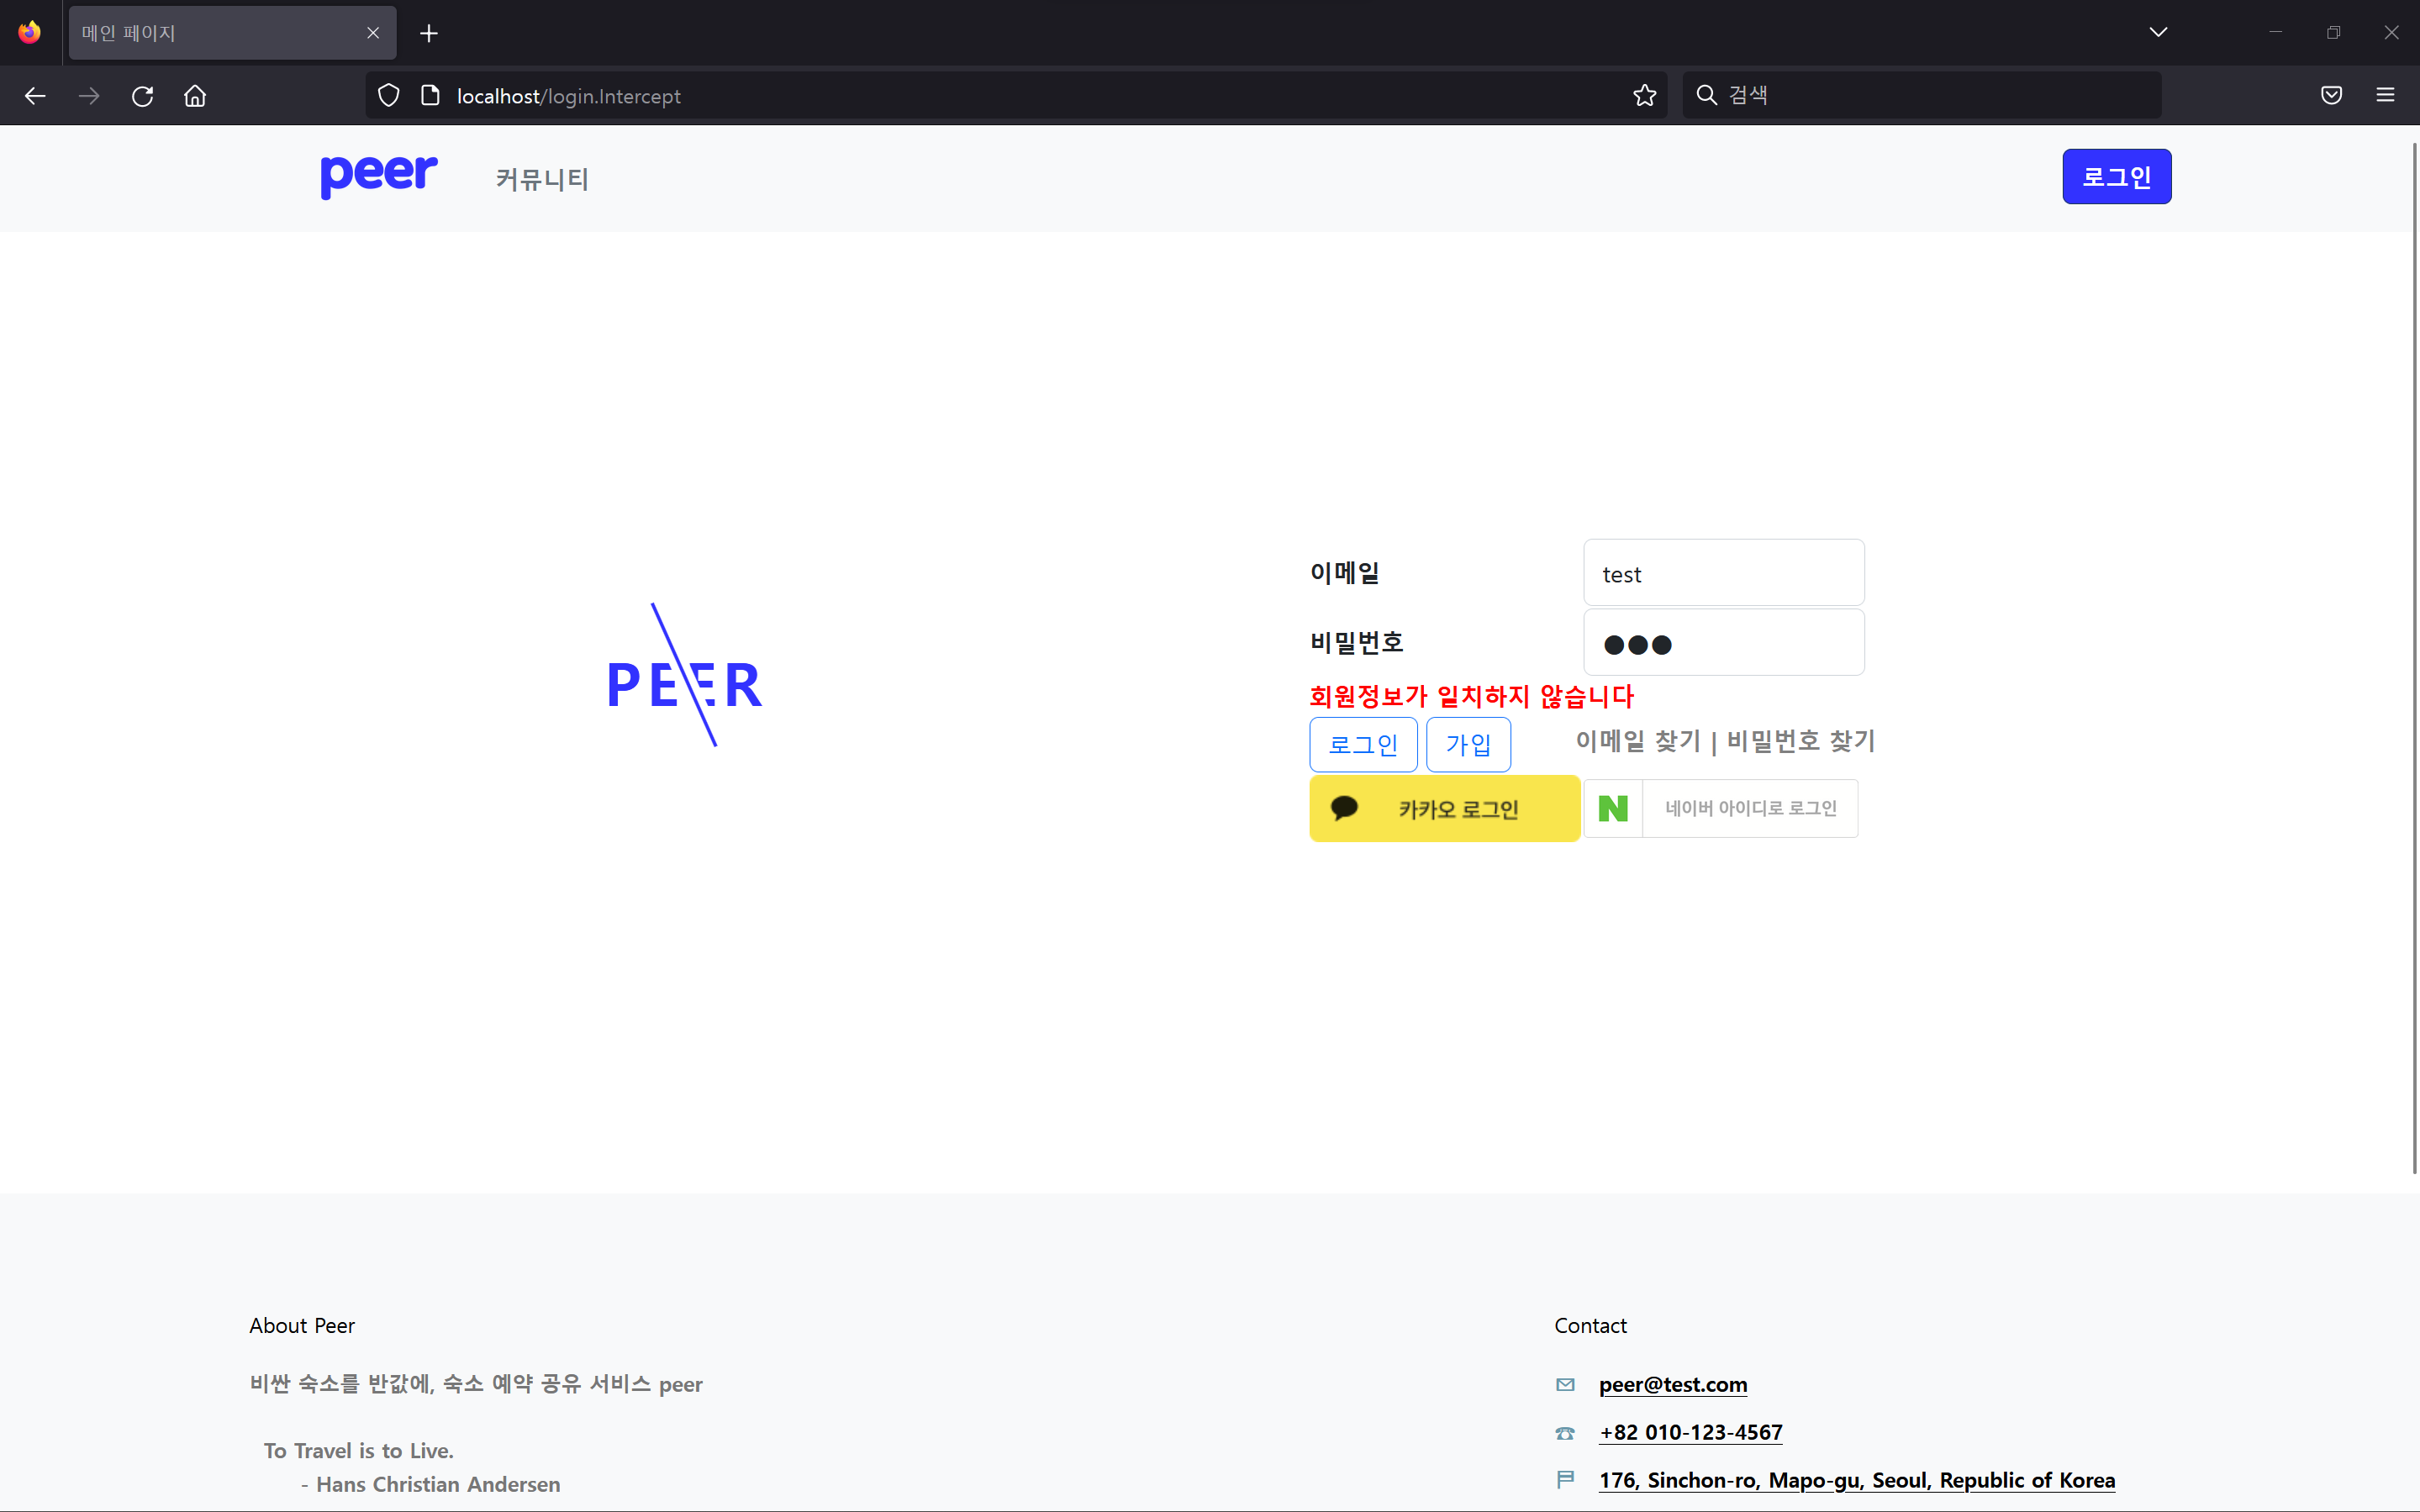 메인 페이지
localhost/login.Intercept
검색
peer
커뮤니티
로그인
PEER
이메일
test
비밀번호
회원정보가 일치하지 않습니다
로그인
가입
이메일 찾기 | 비밀번호 찾기
카카오 로그인
N
네이버 아이디로 로그인
About Peer
비싼 숙소를 반값에, 숙소 예약 공유 서비스 peer
To Travel is to Live.
- Hans Christian Andersen
Contact
peer@test.com
+82 010-123-4567
176, Sinchon-ro, Mapo-gu, Seoul, Republic of Korea